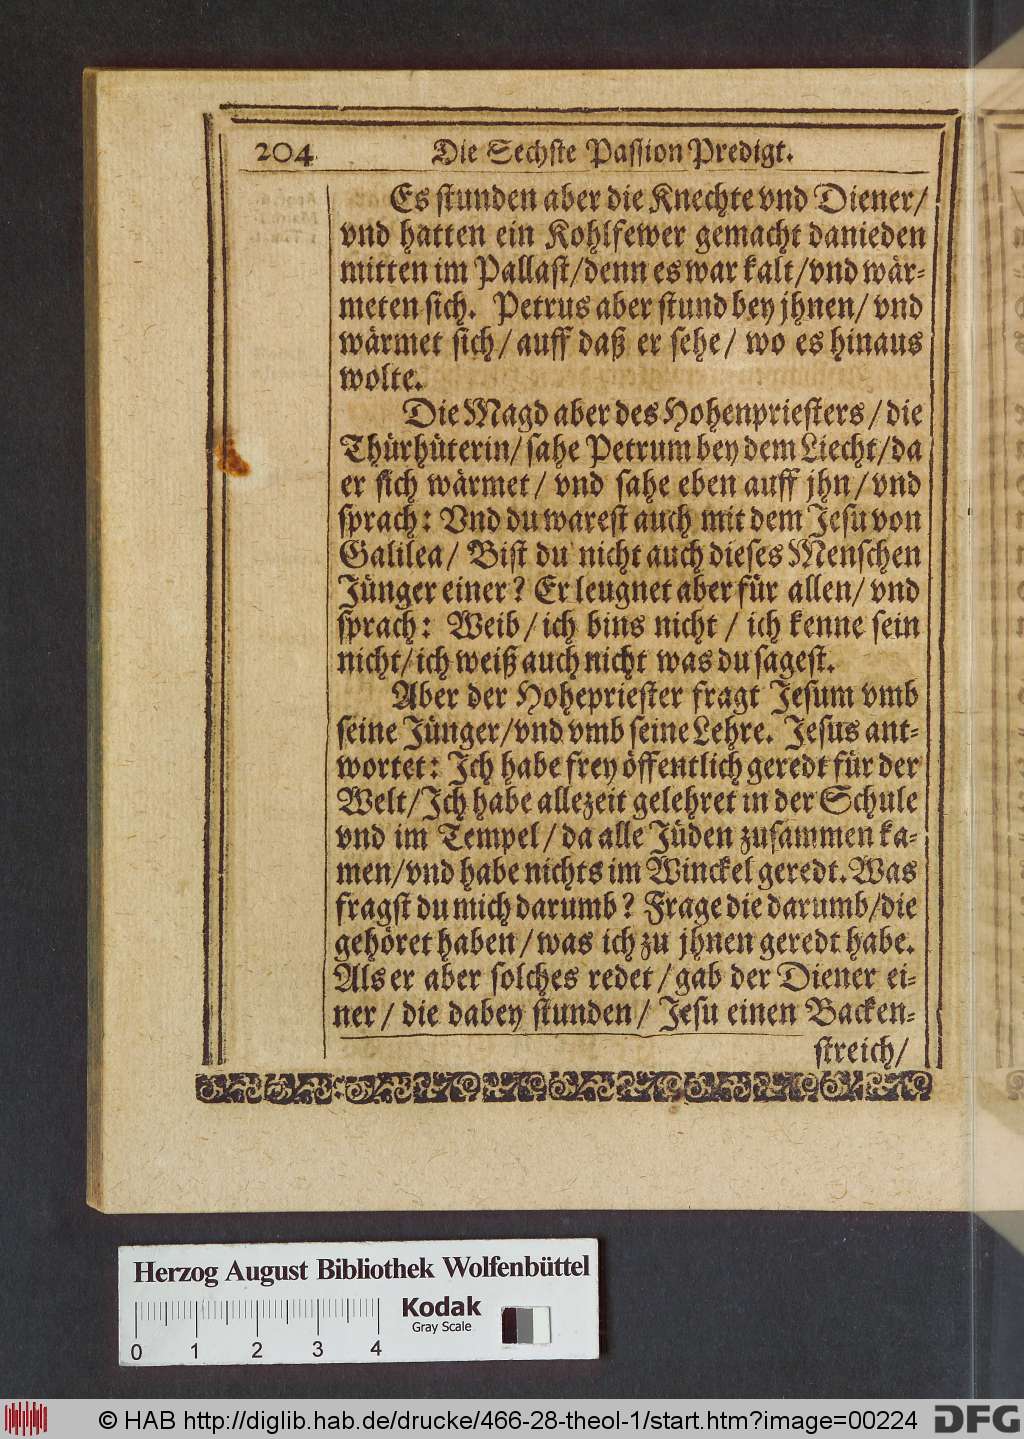 204 Die Sechste Passion Predigt.
Es stunden aber die Knechte vnd Diener/
vnd hatten ein Kohlfewer gemacht danieden
mitten im Pallast/denn es war kalt/vnd wär-
meten sich. Petrus aber stund bey jhnen/ vnd
wärmet sich/ auff daß er sehe/ wo es hinaus
wolte.
Die Magd aber des Hohenpriesters/die
Thürhüterin/sahe Petrum bey dem Liecht/da
er sich wärmet/ vnd sahe eben auff jhn/vnd
sprach: Vnd du warest auch mit dem Jesu von
Galilea/ Bist du nicht auch dieses Menschen
Jünger einer? Er leugnet aber für allen/ vnd
sprach: Weib/ich bins nicht/ ich kenne sein
nicht/ich weiß auch nicht was du sagest.
Aber der Hohepriester fragt Jesum vmb
seine Jünger/vnd vmb seine Lehre. Jesus ant-
wortet: Ich habe frey öffentlich geredt für der
Welt/Ich habe allezeit gelehret in der Schule
vnd im Tempel/da alle Jüden zusammen ka-
men/vnd habe nichts im Winckel geredt. Was
fragst du mich darumb? Frage die darumb/die
gehöret haben/was ich zu jhnen geredt habe.
Als er aber solches redet/gab der Diener ei-
ner/ die dabey stunden/ Jesu einen Backen-
streich/
Herzog August Bibliothek Wolfenbüttel
Kodak
Gray Scale
0 1 2 3 4
© HAB http://diglib.hab.de/drucke/466-28-theol-1/start.htm?image=00224
DFG